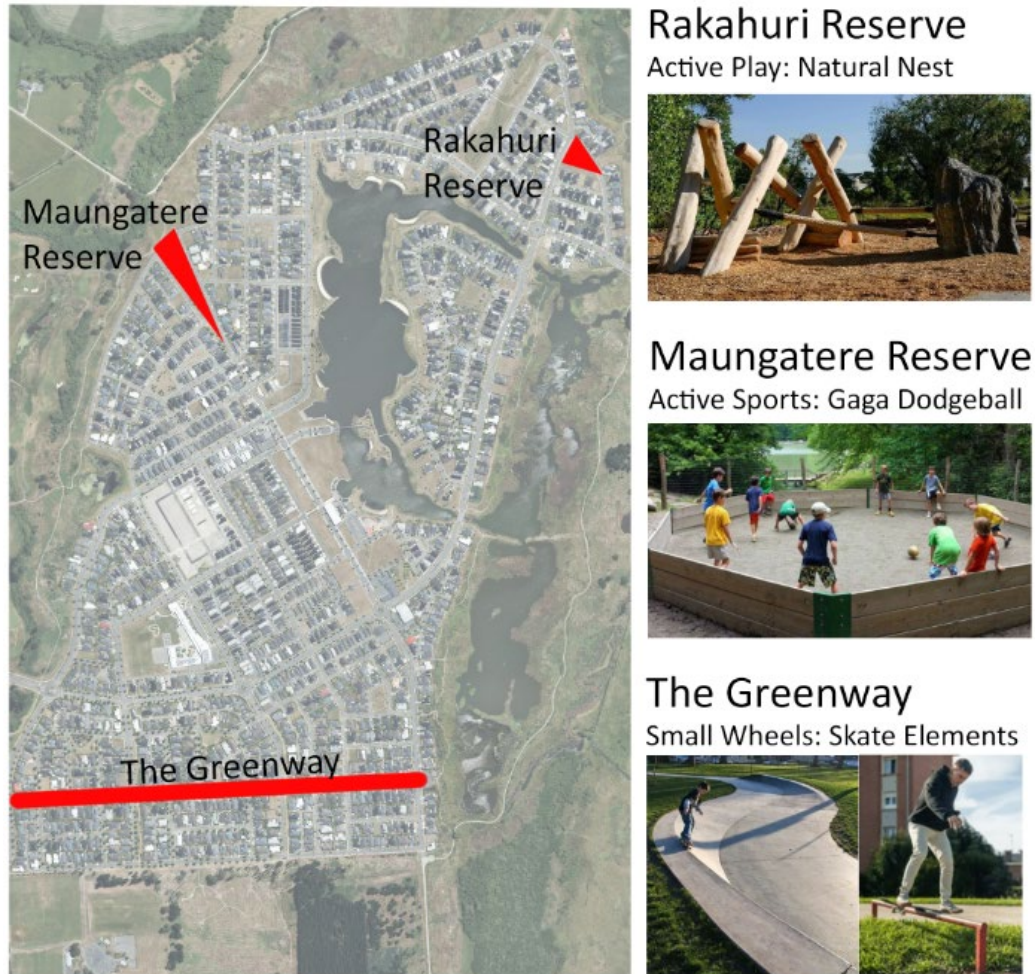 Rakahuri
Reserve
Maungatere
Reserve
The Greenway
Rakahuri Reserve
Active Play: Natural Nest
Maungatere Reserve
Active Sports: Gaga Dodgeball
The Greenway
Small Wheels: Skate Elements